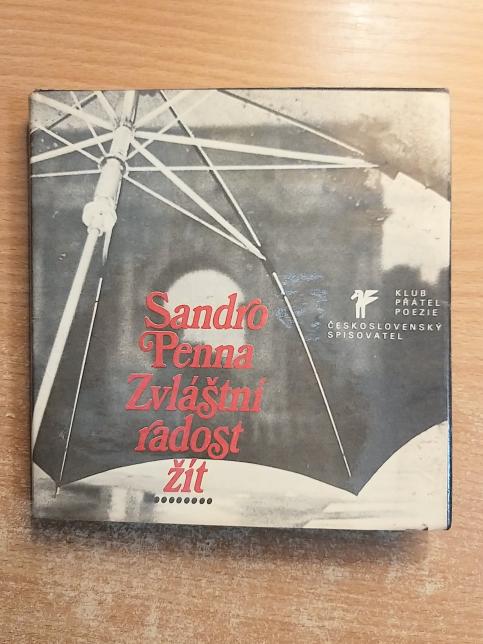 Sandro
Penna
Zvláštní
radost
žít
KLUB
PŘÁTEL
POEZIE
ČESKOSLOVENSKÝ
SPISOVATEL